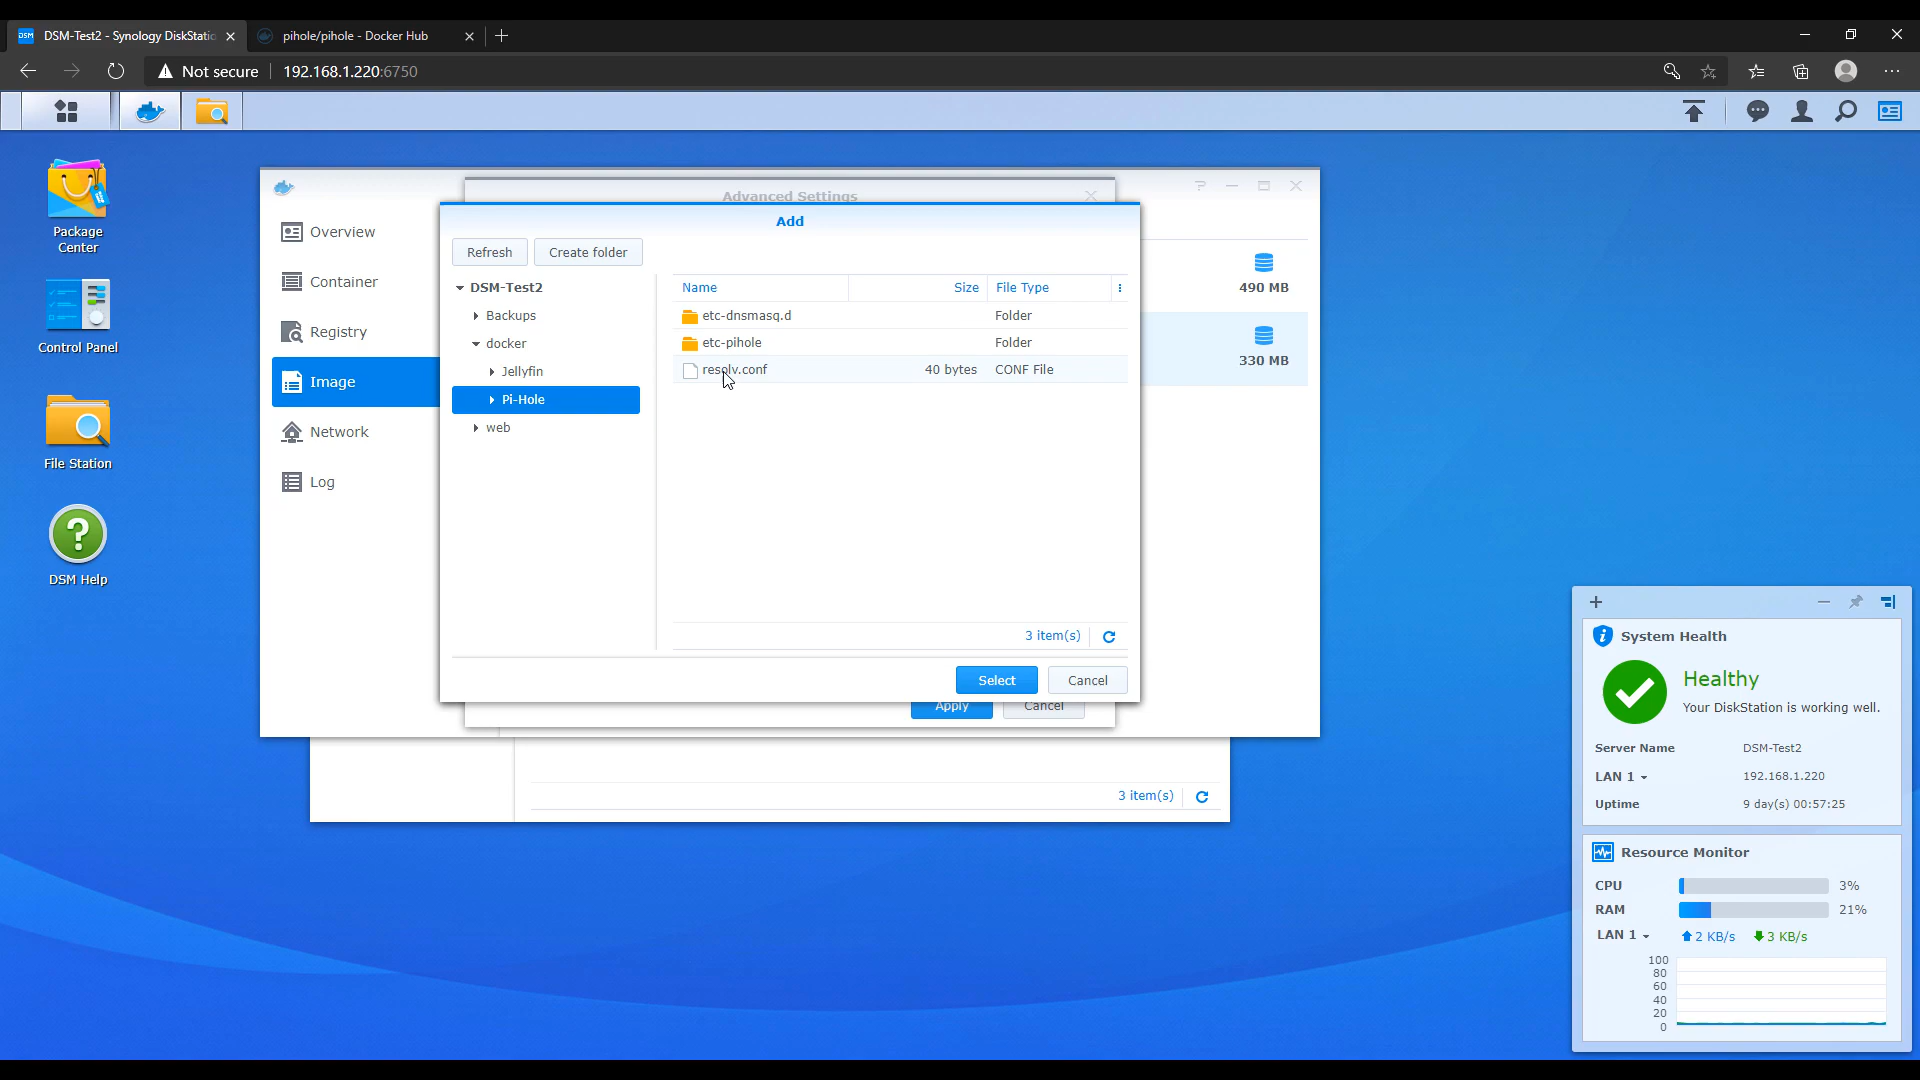 DSM-Test2 - Synology DiskStatic
pihole/pihole - Docker Hub
Not secure
192.168.1.220:6750
Package
Center
Control Panel
File Station
DSM Help
Overview
Container
Registry
Image
Network
Log
Advanced Settings
Add
Refresh
Create folder
DSM-Test2
Backups
docker
Jellyfin
Pi-Hole
web
Name Size File Type
etc-dnsmasq.d Folder
etc-pihole Folder
resolv.conf 40 bytes CONF File
3 item(s)
Select
Cancel
Apply
Cancel
490 MB
330 MB
3 item(s)
System Health
Healthy
Your DiskStation is working well.
Server Name DSM-Test2
LAN 1 192.168.1.220
Uptime 9 day(s) 00:57:25
Resource Monitor
CPU 3%
RAM 21%
LAN 1 2 KB/s 3 KB/s
100
80
60
40
20
0